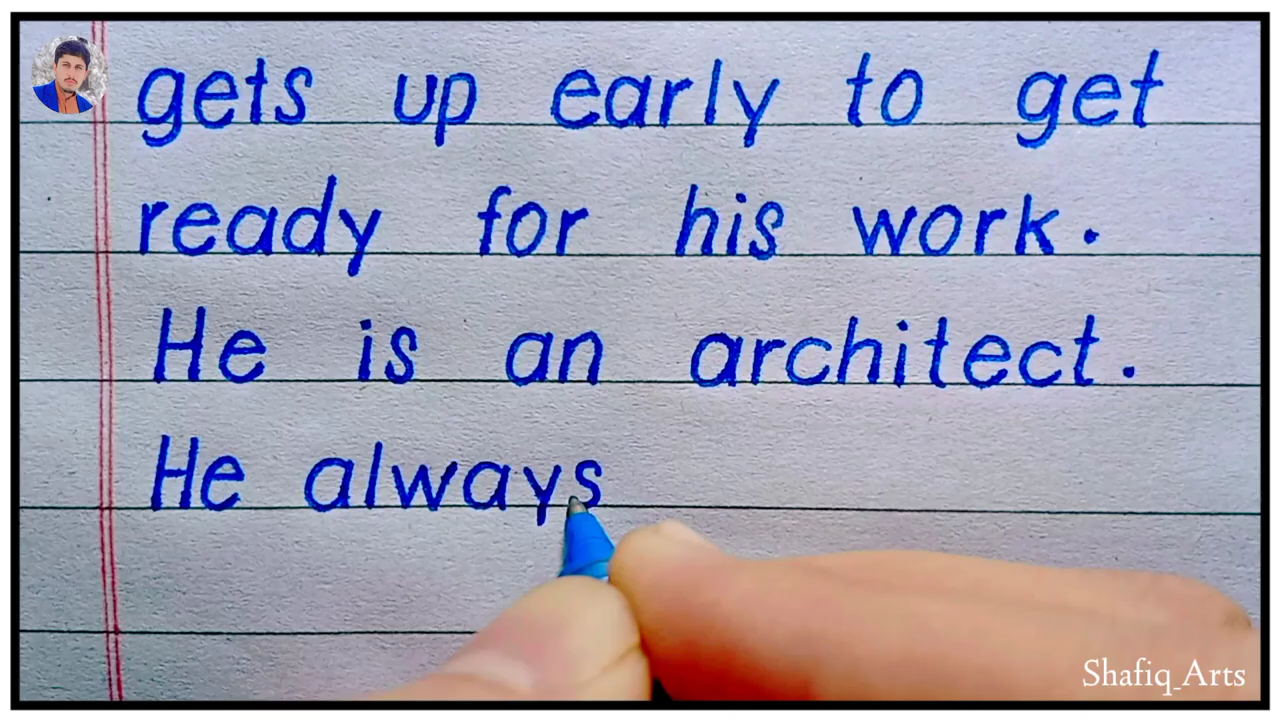 gets up early to get
ready for his work.
He is an architect.
He always
Shafiq_Arts